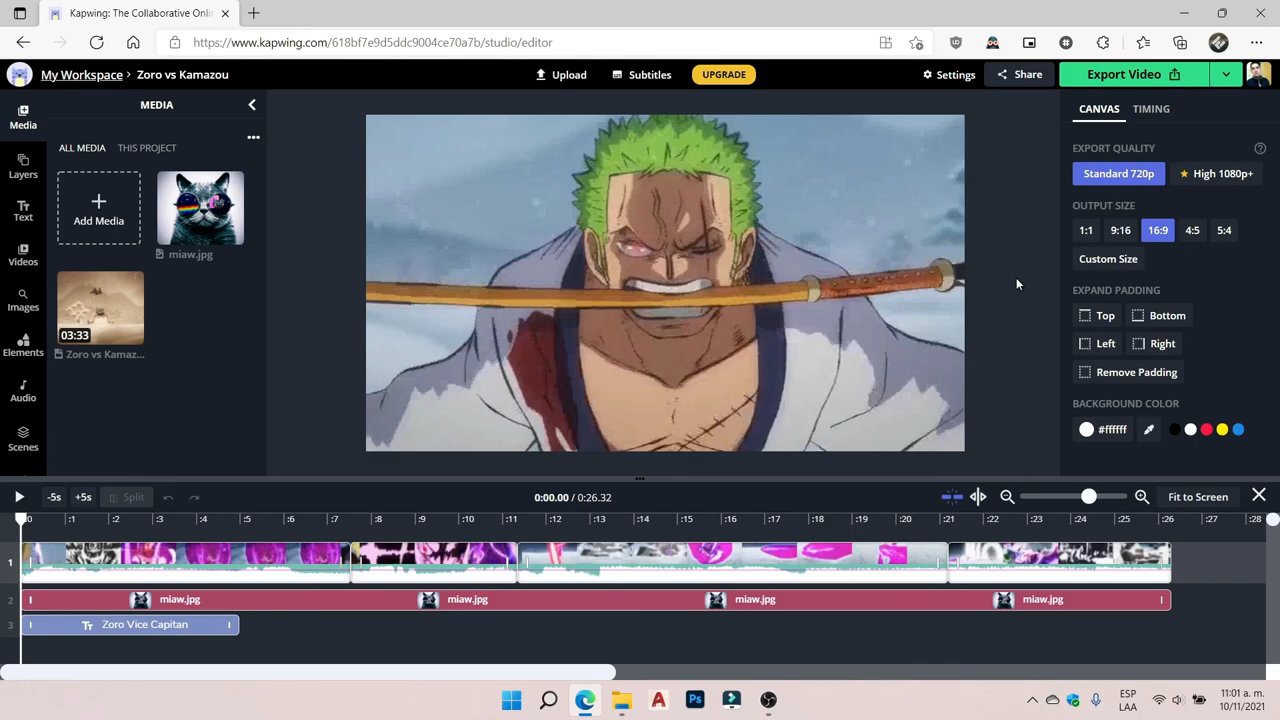 Kapwing: The Collaborative Onlin
https://www.kapwing.com/618bf7e9d5ddc9004ce70a7b/studio/editor
My Workspace > Zoro vs Kamazou
Upload
Subtitles
UPGRADE
Settings
Share
Export Video
MEDIA
CANVAS
TIMING
Media
Layers
Text
Videos
Images
Elements
Audio
Scenes
ALL MEDIA
THIS PROJECT
Add Media
miaw.jpg
03:33
Zoro vs Kamaz...
EXPORT QUALITY
Standard 720p
High 1080p+
OUTPUT SIZE
1:1
9:16
16:9
4:5
5:4
Custom Size
EXPAND PADDING
Top
Bottom
Left
Right
Remove Padding
BACKGROUND COLOR
#ffffff
-5s
+5s
Split
0:00.00 / 0:26.32
Fit to Screen
:0 :1 :2 :3 :4 :5 :6 :7 :8 :9 :10 :11 :12 :13 :14 :15 :16 :17 :18 :19 :20 :21 :22 :23 :24 :25 :26 :27 :28
1
2 miaw.jpg miaw.jpg miaw.jpg miaw.jpg
3 Zoro Vice Capitan
A
Ps
ESP
LAA
11:01 a. m.
10/11/2021